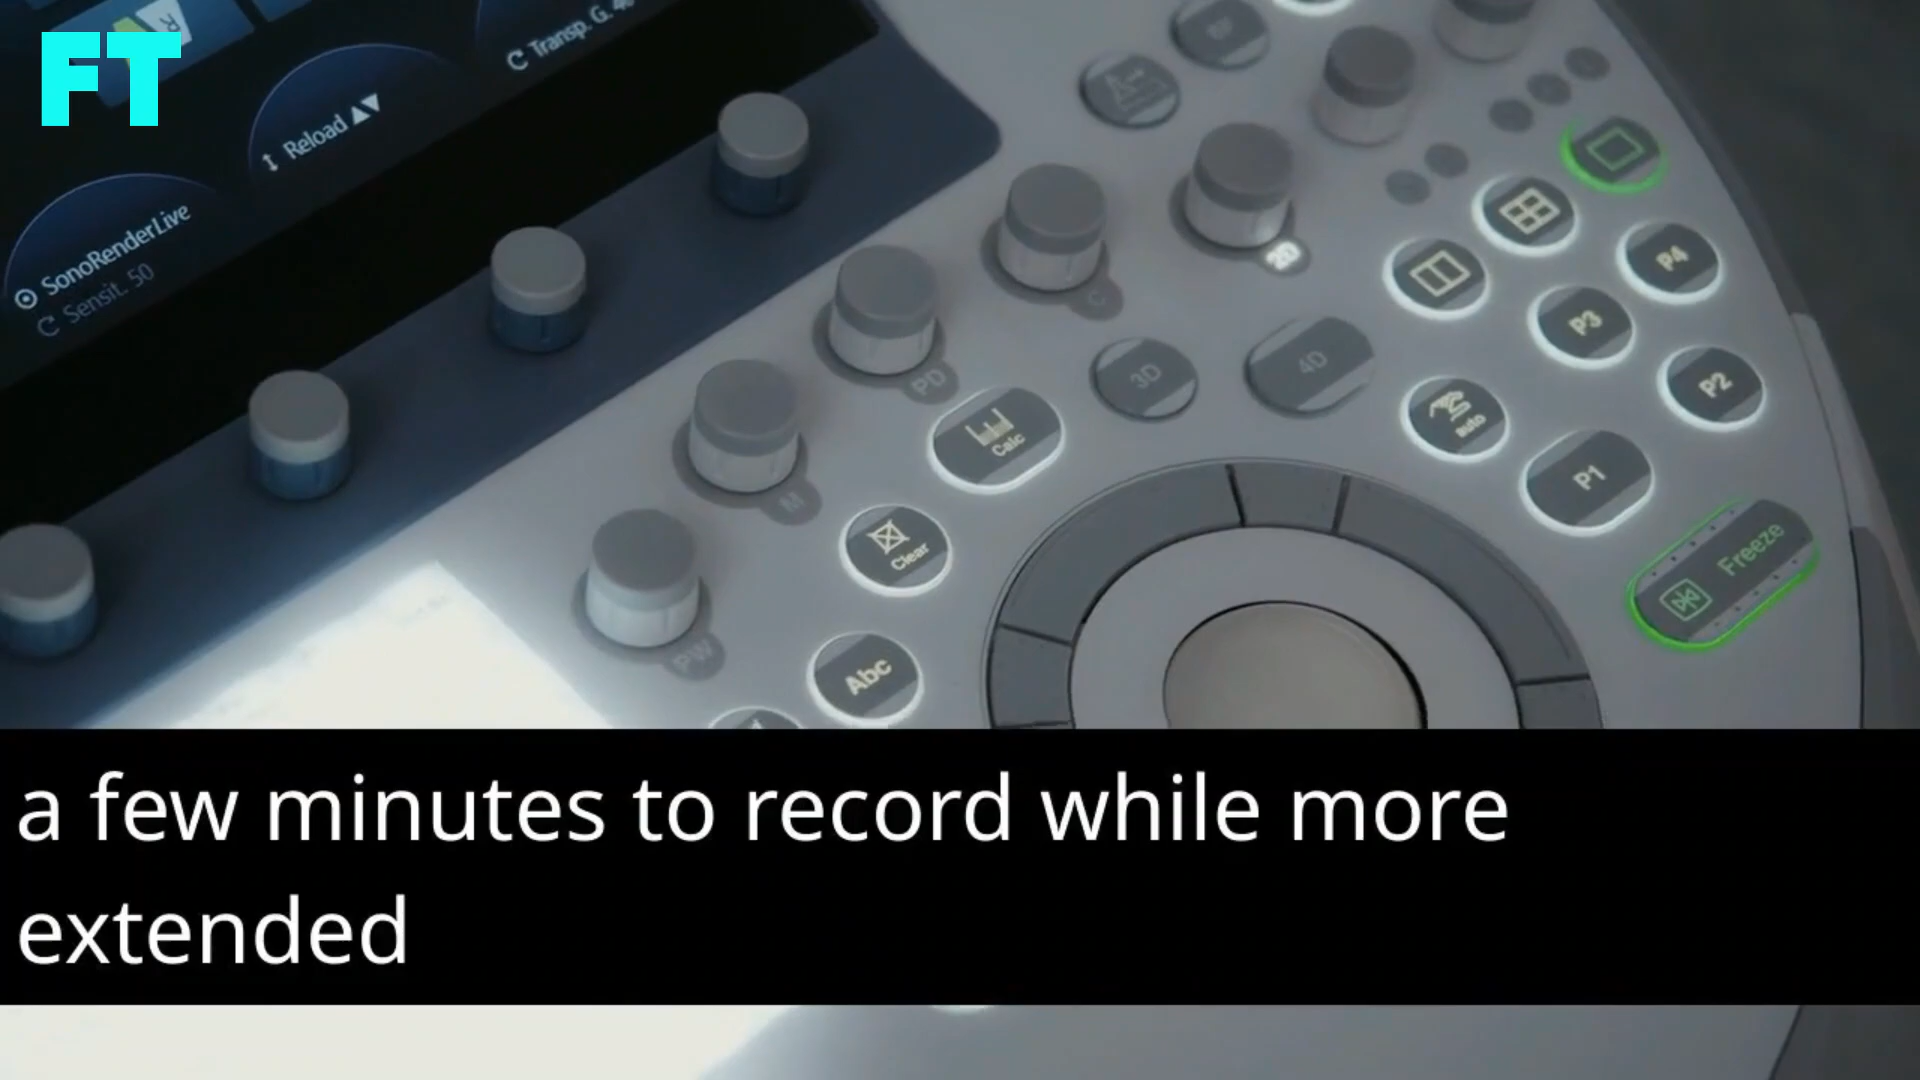 FT
Transp. G.
Reload
SonoRenderLive
Sensit. 50
2D
C
P4
P3
P2
P1
3D
4D
PD
Calc
auto
M
Clear
Freeze
PW
Abc
a few minutes to record while more
extended